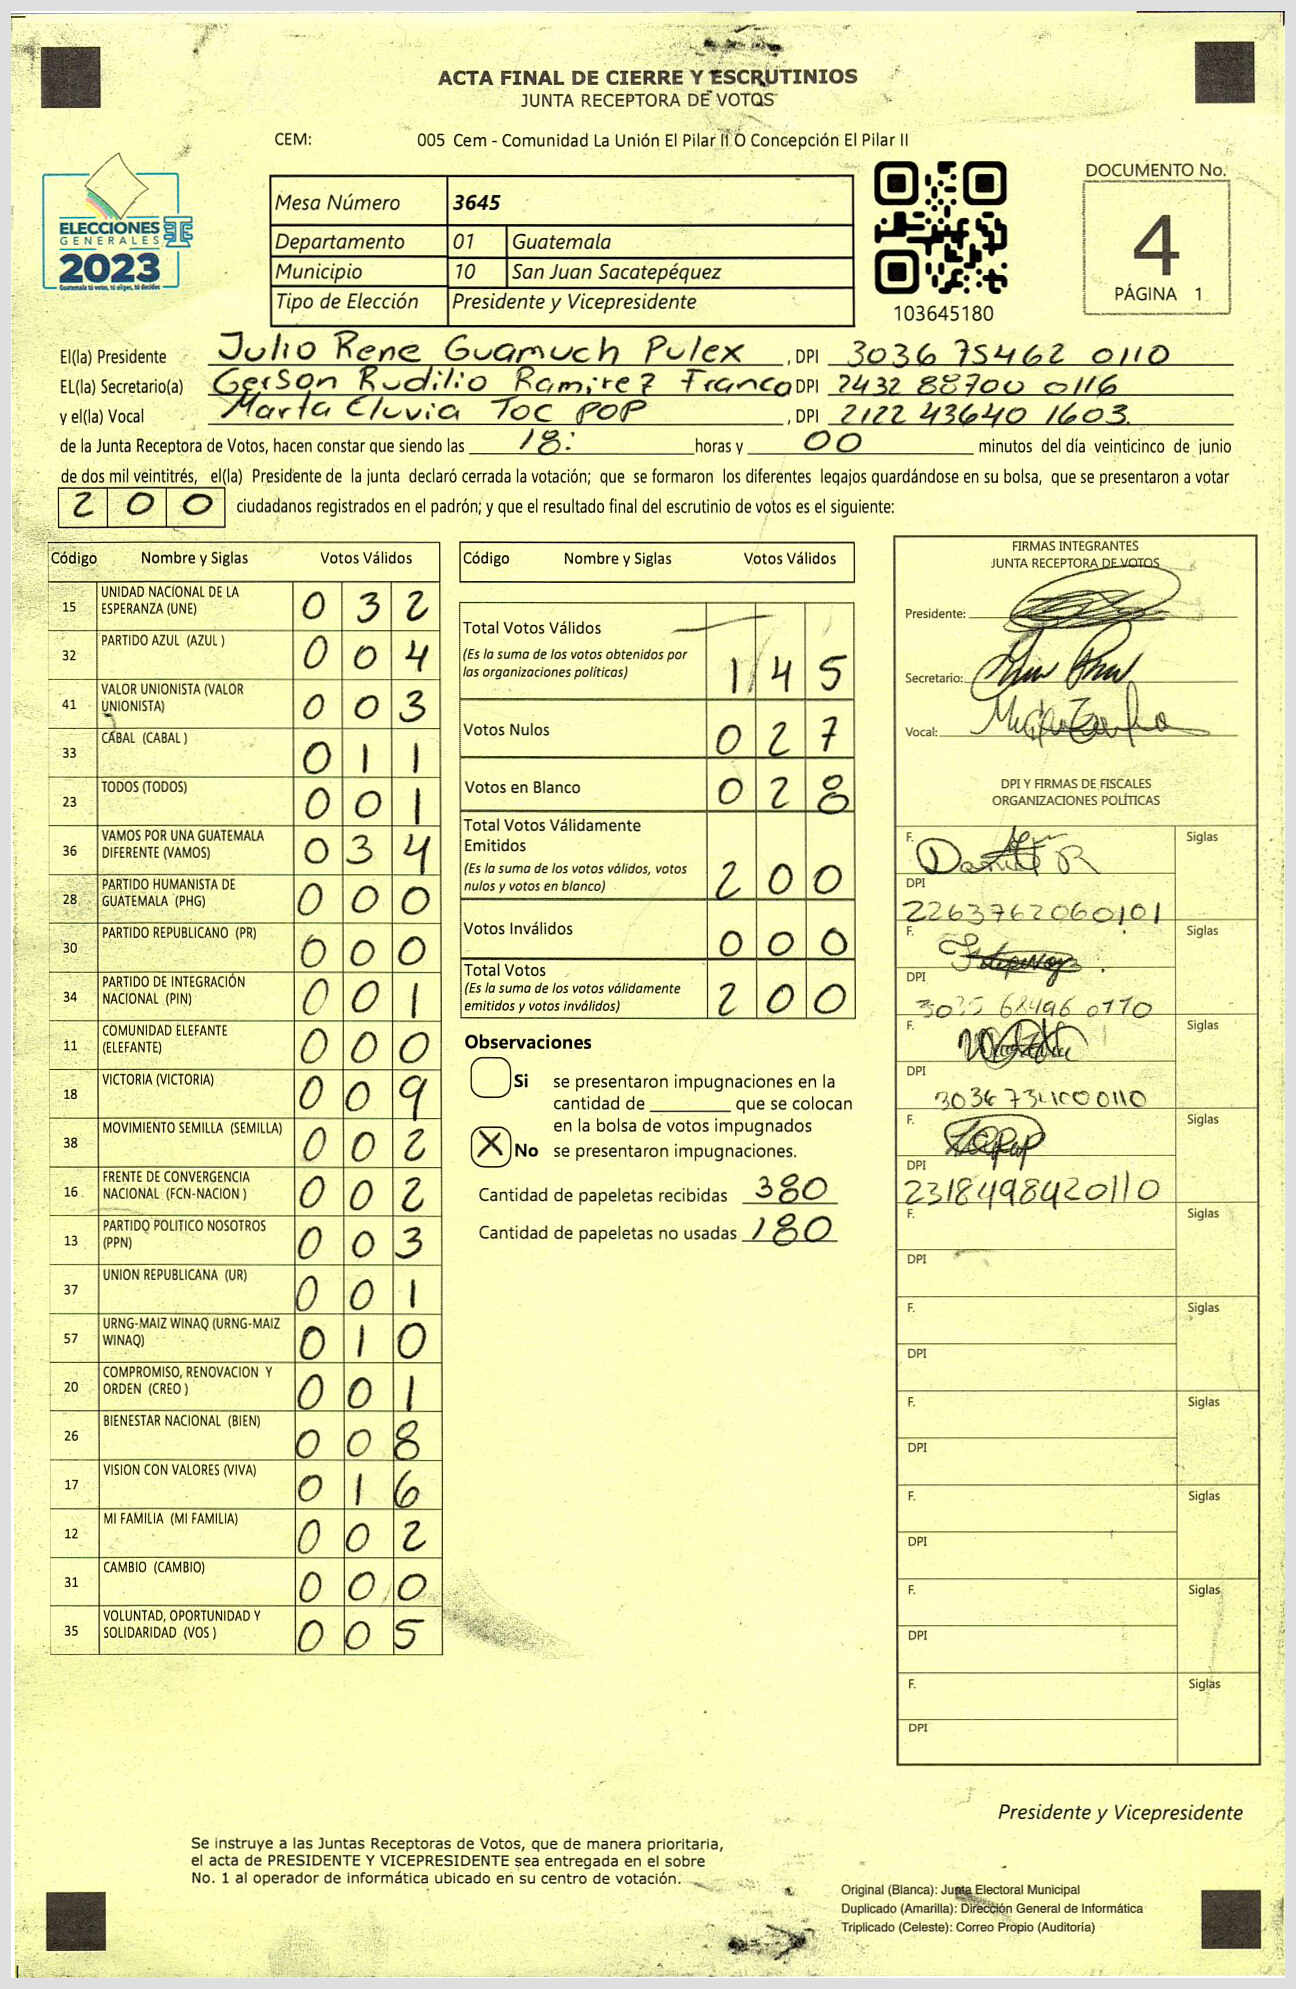 ACTA FINAL DE CIERRE Y ESCRUTINIOS
JUNTA RECEPTORA DE VOTOS
CEM: 005 Cem - Comunidad La Unión El Pilar II O Concepción El Pilar II
ELECCIONES
GENERALES
2023
Guatemala tú votas, tú eliges, tú decides
Mesa Número 3645
Departamento 01 Guatemala
Municipio 10 San Juan Sacatepéquez
Tipo de Elección Presidente y Vicepresidente
103645180
DOCUMENTO No.
4
PÁGINA 1
El(la) Presidente Julio Rene Guamuch Pulex , DPI 3036 75462 0110
EL(la) Secretario(a) Gerson Rudilio Ramirez Franco DPI 2432 88700 0116
y el(la) Vocal Marta Cluvia Toc POP , DPI 2122 43640 1603.
de la Junta Receptora de Votos, hacen constar que siendo las 18: horas y 00 minutos del día veinticinco de junio
de dos mil veintitrés, el(la) Presidente de la junta declaró cerrada la votación; que se formaron los diferentes legajos guardándose en su bolsa, que se presentaron a votar
200 ciudadanos registrados en el padrón; y que el resultado final del escrutinio de votos es el siguiente:
Código Nombre y Siglas Votos Válidos
15 UNIDAD NACIONAL DE LA ESPERANZA (UNE) 0 3 2
32 PARTIDO AZUL (AZUL ) 0 0 4
41 VALOR UNIONISTA (VALOR UNIONISTA) 0 0 3
33 CABAL (CABAL ) 0 1 1
23 TODOS (TODOS) 0 0 1
36 VAMOS POR UNA GUATEMALA DIFERENTE (VAMOS) 0 3 4
28 PARTIDO HUMANISTA DE GUATEMALA (PHG) 0 0 0
30 PARTIDO REPUBLICANO (PR) 0 0 0
34 PARTIDO DE INTEGRACIÓN NACIONAL (PIN) 0 0 1
11 COMUNIDAD ELEFANTE (ELEFANTE) 0 0 0
18 VICTORIA (VICTORIA) 0 0 9
38 MOVIMIENTO SEMILLA (SEMILLA) 0 0 2
16 FRENTE DE CONVERGENCIA NACIONAL (FCN-NACION ) 0 0 2
13 PARTIDO POLITICO NOSOTROS (PPN) 0 0 3
37 UNION REPUBLICANA (UR) 0 0 1
57 URNG-MAIZ WINAQ (URNG-MAIZ WINAQ) 0 1 0
20 COMPROMISO, RENOVACION Y ORDEN (CREO ) 0 0 1
26 BIENESTAR NACIONAL (BIEN) 0 0 8
17 VISION CON VALORES (VIVA) 0 1 6
12 MI FAMILIA (MI FAMILIA) 0 0 2
31 CAMBIO (CAMBIO) 0 0 0
35 VOLUNTAD, OPORTUNIDAD Y SOLIDARIDAD (VOS ) 0 0 5
Código Nombre y Siglas Votos Válidos
Total Votos Válidos
(Es la suma de los votos obtenidos por
las organizaciones políticas) 1 4 5
Votos Nulos 0 2 7
Votos en Blanco 0 2 8
Total Votos Válidamente
Emitidos
(Es la suma de los votos válidos, votos
nulos y votos en blanco) 2 0 0
Votos Inválidos 0 0 0
Total Votos
(Es la suma de los votos válidamente
emitidos y votos inválidos) 2 0 0
Observaciones
Si se presentaron impugnaciones en la
cantidad de ________ que se colocan
en la bolsa de votos impugnados
X No se presentaron impugnaciones.
Cantidad de papeletas recibidas 380
Cantidad de papeletas no usadas 180
FIRMAS INTEGRANTES
JUNTA RECEPTORA DE VOTOS
Presidente:
Secretario:
Vocal:
DPI Y FIRMAS DE FISCALES
ORGANIZACIONES POLÍTICAS
F. Siglas
DPI
2263762060101
F. Siglas
DPI
F. Siglas
DPI
F. Siglas
DPI
2318498420110
F. Siglas
DPI
F. Siglas
DPI
F. Siglas
DPI
F. Siglas
DPI
F. Siglas
DPI
F. Siglas
DPI
Presidente y Vicepresidente
Se instruye a las Juntas Receptoras de Votos, que de manera prioritaria,
el acta de PRESIDENTE Y VICEPRESIDENTE sea entregada en el sobre
No. 1 al operador de informática ubicado en su centro de votación.
Original (Blanca): Junta Electoral Municipal
Duplicado (Amarilla): Dirección General de Informática
Triplicado (Celeste): Correo Propio (Auditoría)